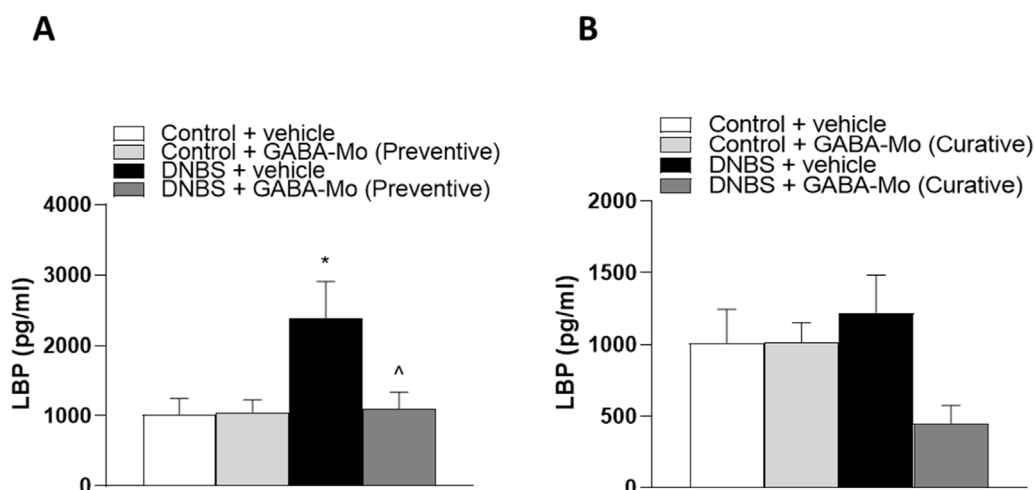 A
Control + vehicle
Control + GABA-Mo (Preventive)
DNBS + vehicle
DNBS + GABA-Mo (Preventive)
4000
3000
2000
1000
0
LBP (pg/ml)
*
^
B
Control + vehicle
Control + GABA-Mo (Curative)
DNBS + vehicle
DNBS + GABA-Mo (Curative)
2000
1500
1000
500
0
LBP (pg/ml)